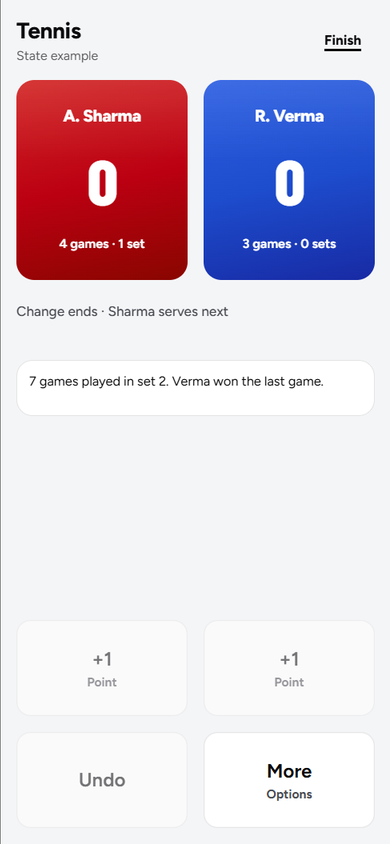 Tennis
Finish
State example
A. Sharma
R. Verma
0
0
4 games · 1 set
3 games · 0 sets
Change ends · Sharma serves next
7 games played in set 2. Verma won the last game.
+1
Point
+1
Point
Undo
More
Options